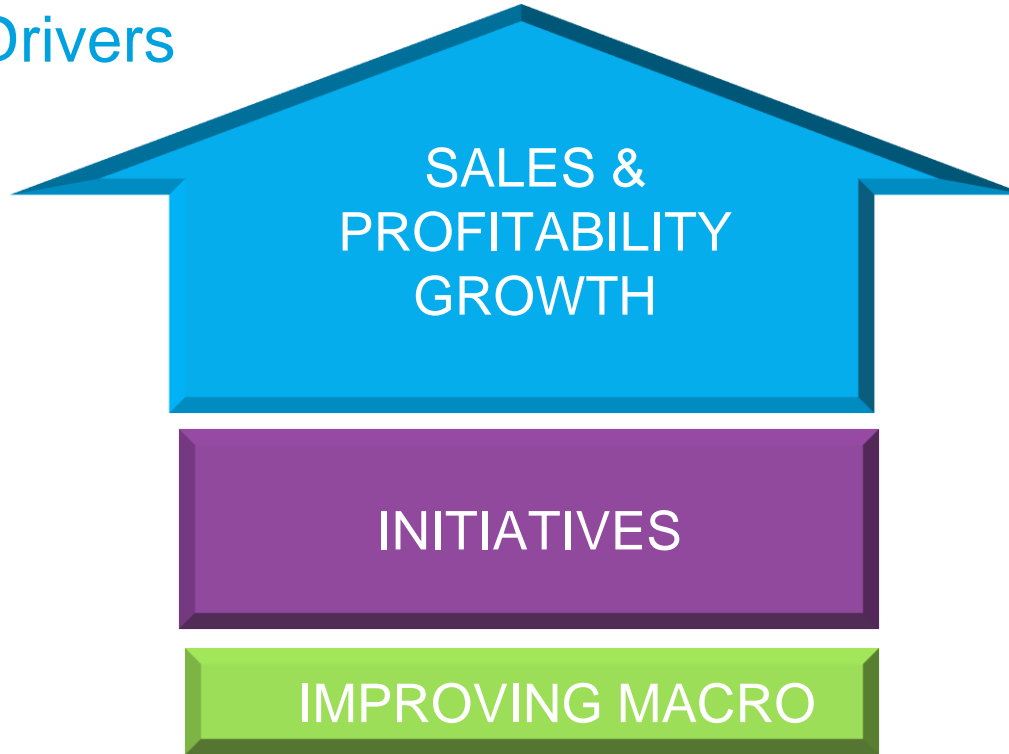 Drivers
SALES &
PROFITABILITY
GROWTH
INITIATIVES
IMPROVING MACRO